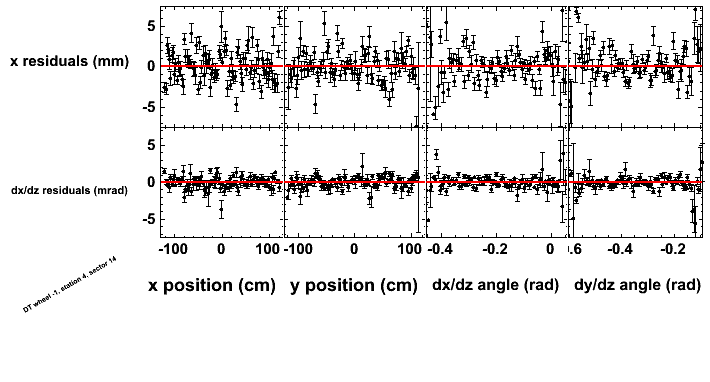 x residuals (mm)
5
0
-5
dx/dz residuals (mrad)
5
0
-5
-100 0 100 -100 0 100 -0.4 -0.2 0 .6 -0.4 -0.2
x position (cm) y position (cm) dx/dz angle (rad) dy/dz angle (rad)
DT wheel -1, station 4, sector 14